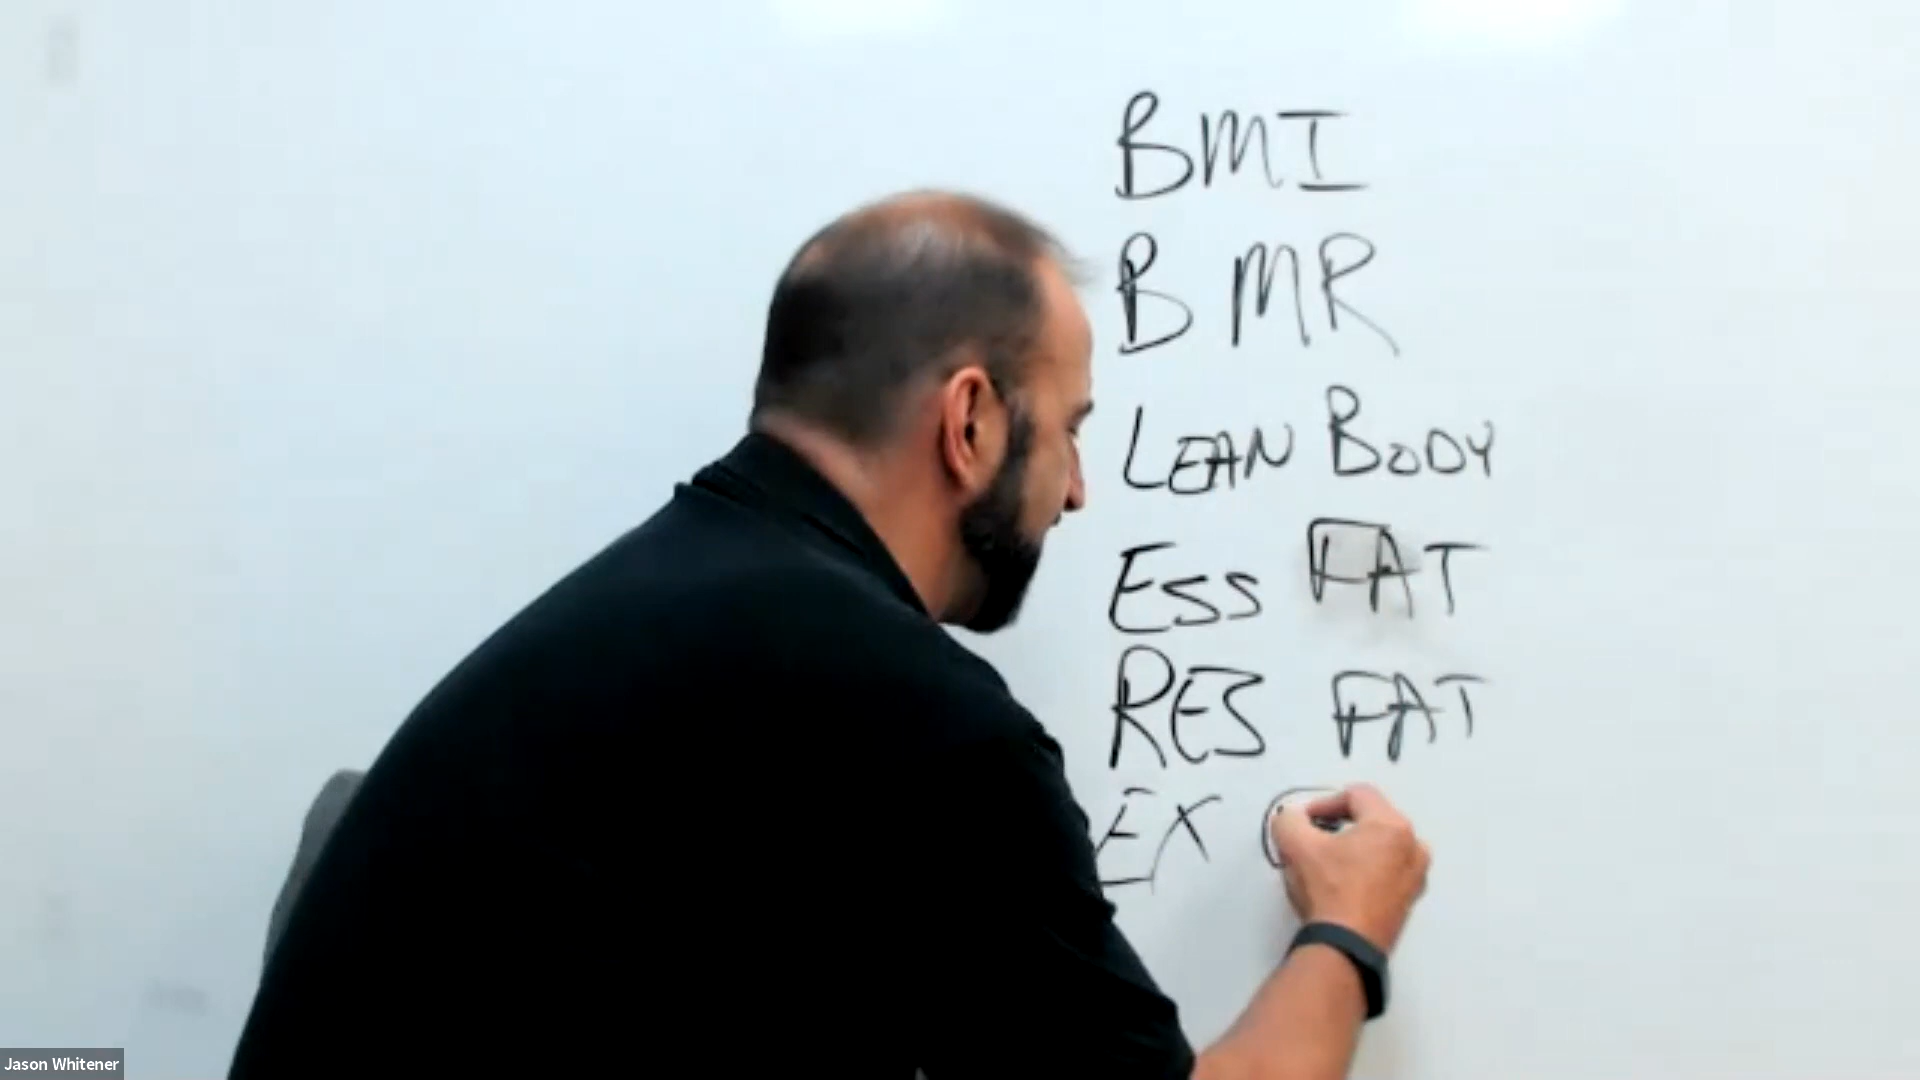 BMI
BMR
LEAN BODY
ESS FAT
RES FAT
EX
Jason Whitener